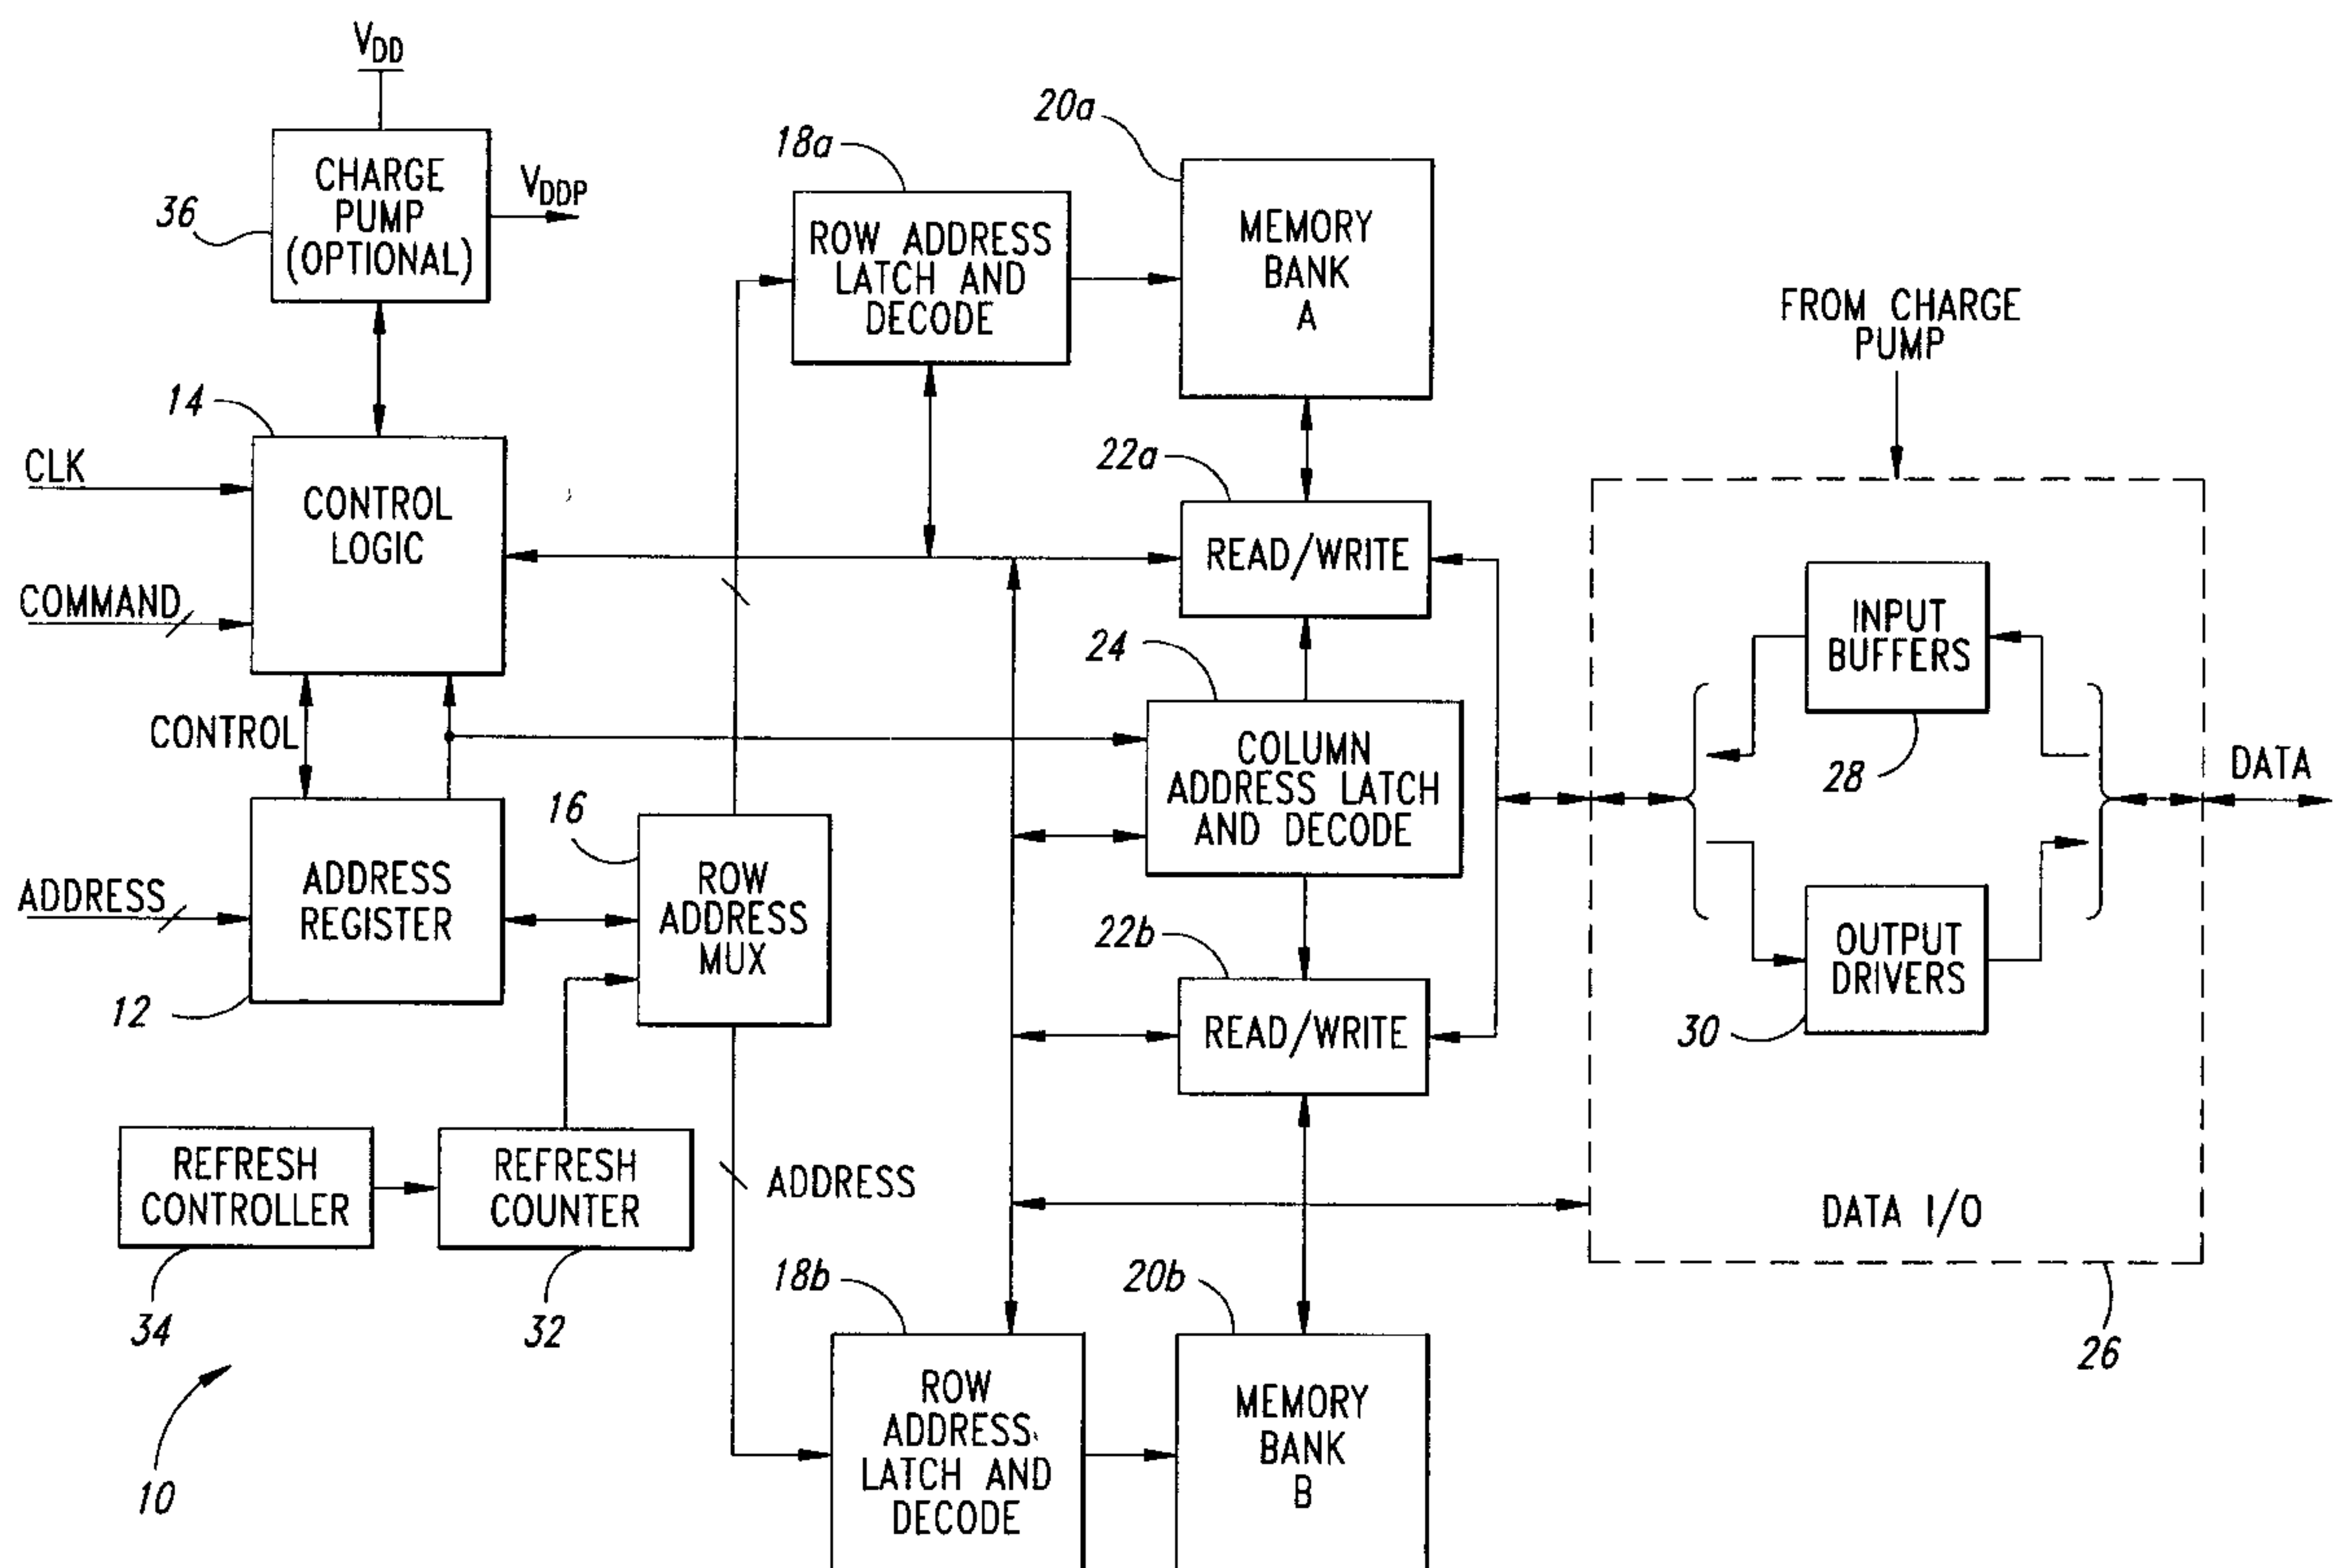 VDD
CHARGE
PUMP
(OPTIONAL)
36
VDDP
18a
ROW ADDRESS
LATCH AND
DECODE
20a
MEMORY
BANK
A
FROM CHARGE
PUMP
14
CLK
CONTROL
LOGIC
COMMAND
CONTROL
22a
READ/WRITE
24
COLUMN
ADDRESS LATCH
AND DECODE
INPUT
BUFFERS
28
DATA
ADDRESS
ADDRESS
REGISTER
12
16
ROW
ADDRESS
MUX
22b
READ/WRITE
OUTPUT
DRIVERS
30
REFRESH
CONTROLLER
34
REFRESH
COUNTER
32
ADDRESS
DATA I/O
26
18b
ROW
ADDRESS
LATCH AND
DECODE
20b
MEMORY
BANK
B
10